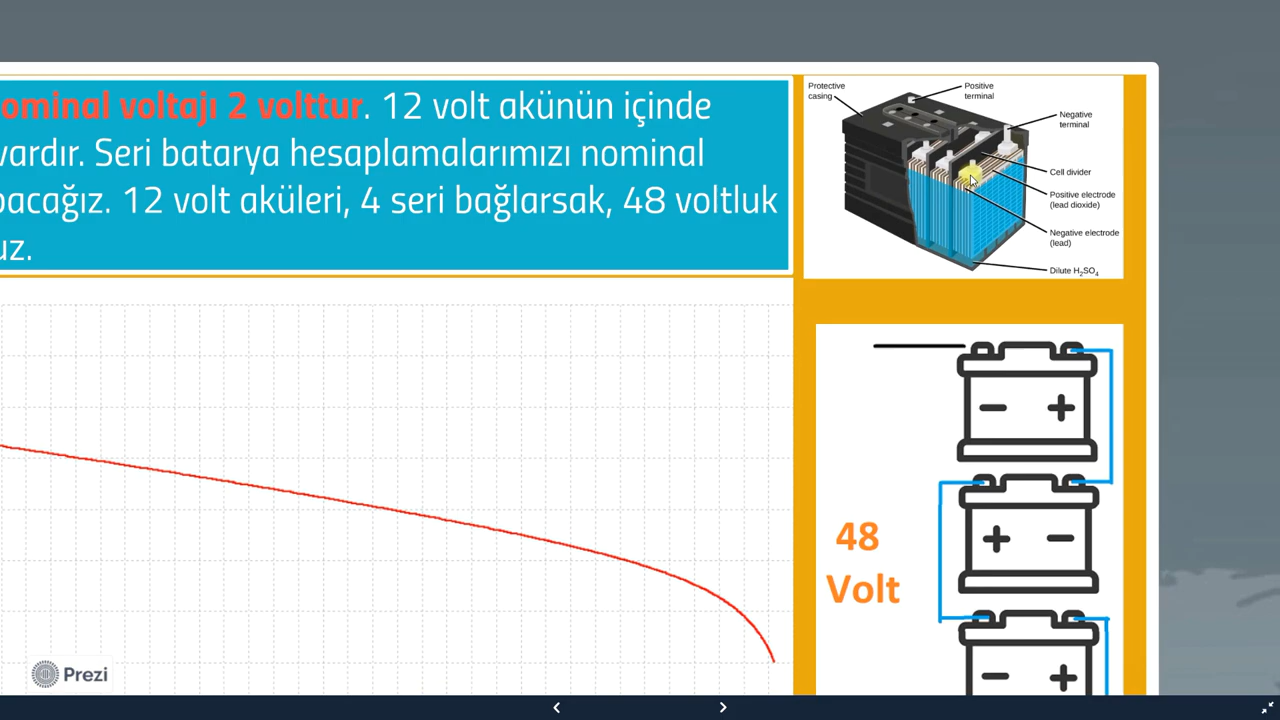 ominal voltajı 2 volttur. 12 volt akünün içinde
vardır. Seri batarya hesaplamalarımızı nominal
pacağız. 12 volt aküleri, 4 seri bağlarsak, 48 voltluk
uz.
Protective
casing
Positive
terminal
Negative
terminal
Cell divider
Positive electrode
(lead dioxide)
Negative electrode
(lead)
Dilute H₂SO₄
− +
+ −
48
Volt
− +
Prezi